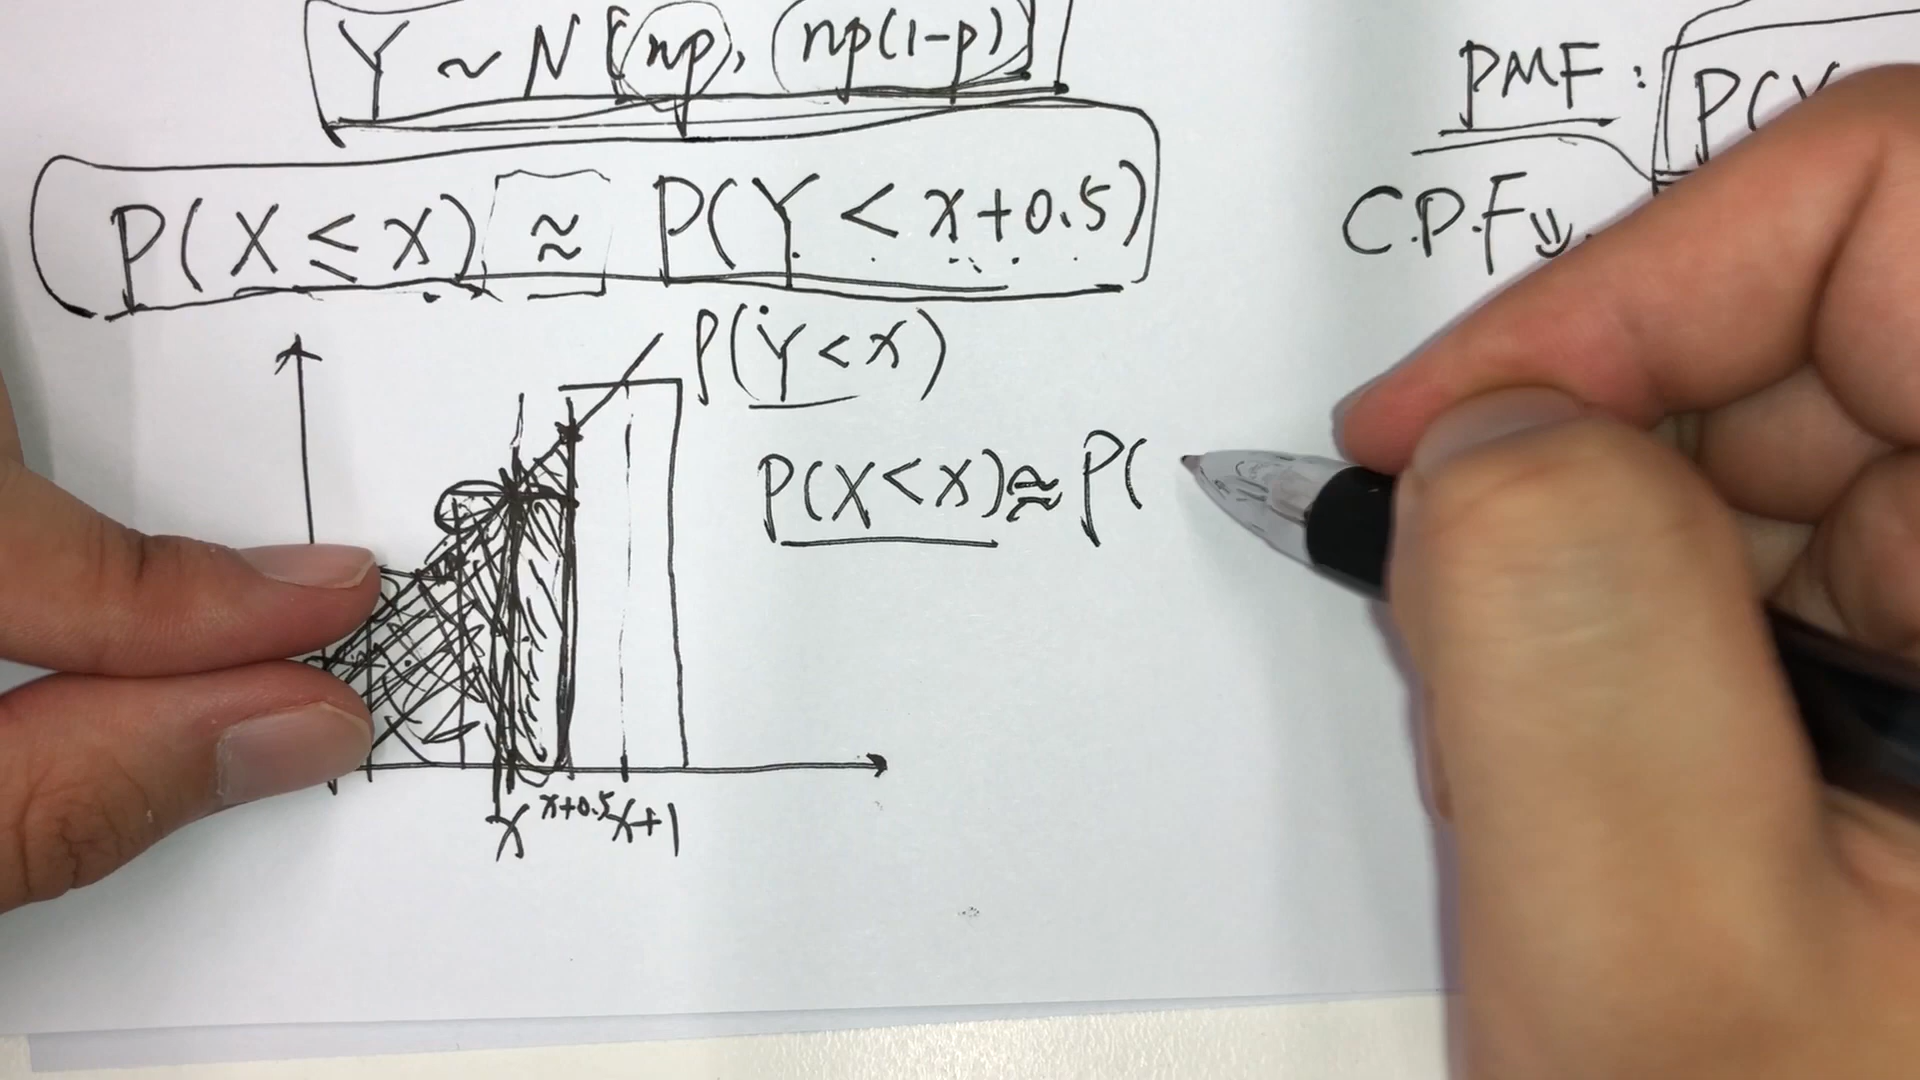 Y ~ N [np, np(1-p)]
PMF : P(Y
P(X ≤ x) ≈ P(Y < x+0.5)
C.P.F
P(Y < x)
P(X < x) ≈ P(
x x+0.5 x+1